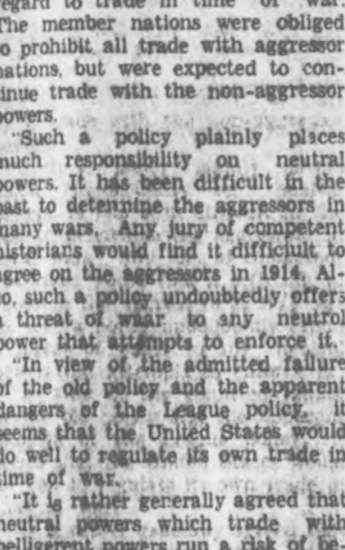 regard to trade in time of war.
The member nations were obliged
to prohibit all trade with aggressor
nations, but were expected to con-
tinue trade with the non-aggressor
powers.
"Such a policy plainly places
much responsibility on neutral
powers. It has been difficult in the
past to detennine the aggressors in
many wars. Any jury of competent
historians would find it difficiult to
agree on the aggressors in 1914. Al-
so, such a policy undoubtedly offers
a threat of waar to any neutrol
power that attempts to enforce it.
"In view of the admitted failure
of the old policy and the apparent
dangers of the League policy, it
seems that the United States would
do well to regulate its own trade in
time of war.
"It is rather generally agreed that
neutral powers which trade with
belligerent powers run a risk of be-